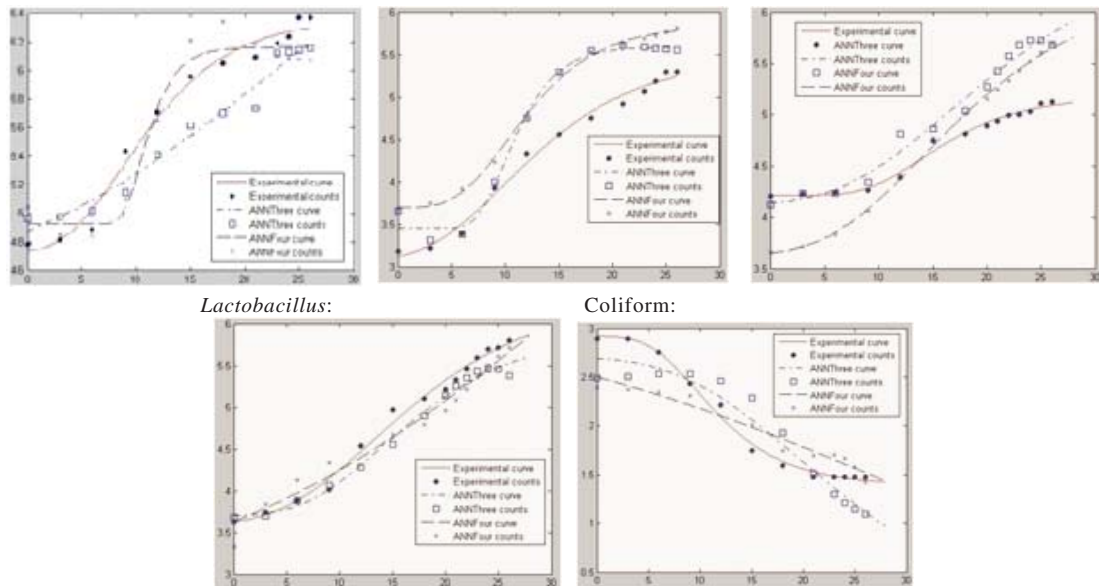 6.4
6.2
6
5.8
5.6
5.4
5.2
5
4.8
4.6
0 5 10 15 20 25 30
Experimental curve
Experimental counts
ANNThree curve
ANNThree counts
ANNFour curve
ANNFour counts
6
5.5
5
4.5
4
3.5
3
0 5 10 15 20 25 30
Experimental curve
Experimental counts
ANNThree curve
ANNThree counts
ANNFour curve
ANNFour counts
6
5.5
5
4.5
4
3.5
0 5 10 15 20 25 30
Experimental curve
ANNThree curve
ANNThree counts
ANNFour curve
ANNFour counts
Lactobacillus: Coliform:
6
5.5
5
4.5
4
3.5
3
0 5 10 15 20 25 30
Experimental curve
Experimental counts
ANNThree curve
ANNThree counts
ANNFour curve
ANNFour counts
3
2.5
2
1.5
1
0.5
0 5 10 15 20 25 30
Experimental curve
Experimental counts
ANNThree curve
ANNThree counts
ANNFour curve
ANNFour counts